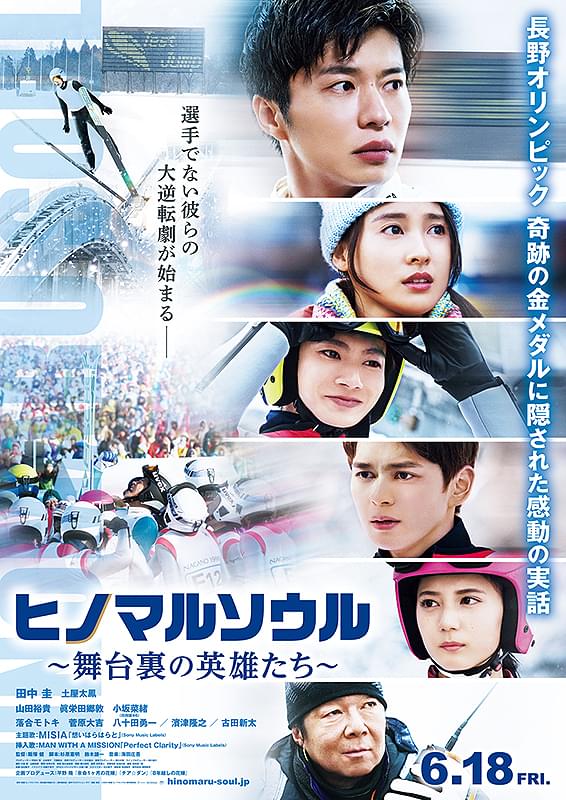 長野オリンピック 奇跡の金メダルに隠された感動の実話
選手でない彼らの
大逆転劇が始まる──
NAGANO 1998
ヒノマルソウル
～舞台裏の英雄たち～
田中 圭 土屋太鳳
山田裕貴 眞栄田郷敦 小坂菜緒
落合モトキ 菅原大吉 八十田勇一 ／ 濱津隆之 ／ 古田新太
主題歌：MISIA「想いはらはらと」(Sony Music Labels)
挿入歌：MAN WITH A MISSION「Perfect Clarity」(Sony Music Labels)
hinomaru-soul.jp
6.18 FRI.